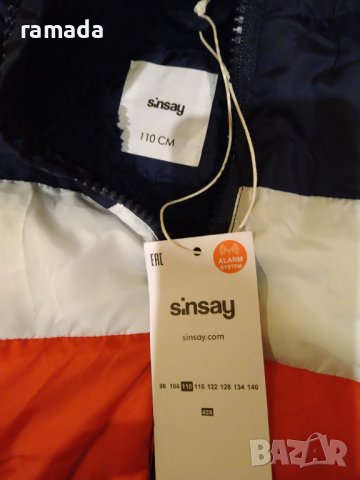 ramada
sinsay
110 CM
EAC
ALARM
SYSTEM
sinsay
sinsay.com
98 104 110 116 122 128 134 140
45X
BAZAR